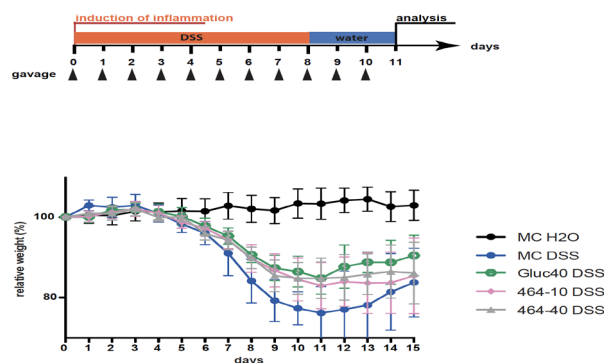 induction of inflammation
analysis
DSS water
days
0 1 2 3 4 5 6 7 8 9 10 11
gavage
relative weight (%)
100
80
0 1 2 3 4 5 6 7 8 9 10 11 12 13 14 15
days
MC H2O
MC DSS
Gluc40 DSS
464-10 DSS
464-40 DSS